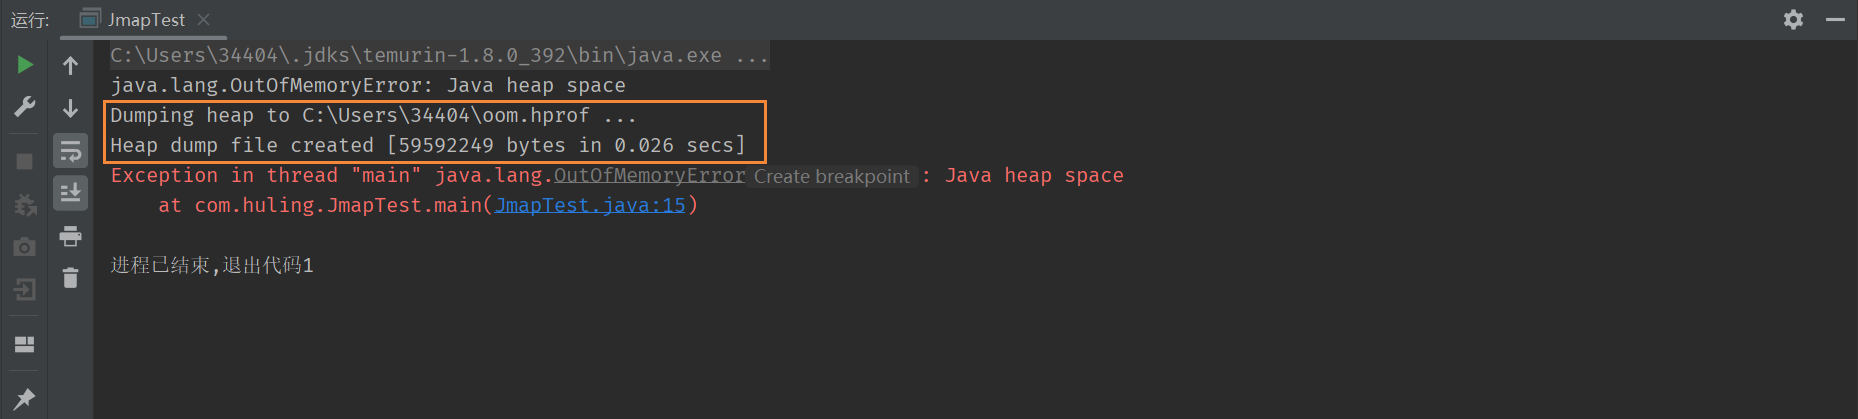 运行: JmapTest
C:\Users\34404\.jdks\temurin-1.8.0_392\bin\java.exe ...
java.lang.OutOfMemoryError: Java heap space
Dumping heap to C:\Users\34404\oom.hprof ...
Heap dump file created [59592249 bytes in 0.026 secs]
Exception in thread "main" java.lang.OutOfMemoryError Create breakpoint : Java heap space
at com.huling.JmapTest.main(JmapTest.java:15)
进程已结束,退出代码1